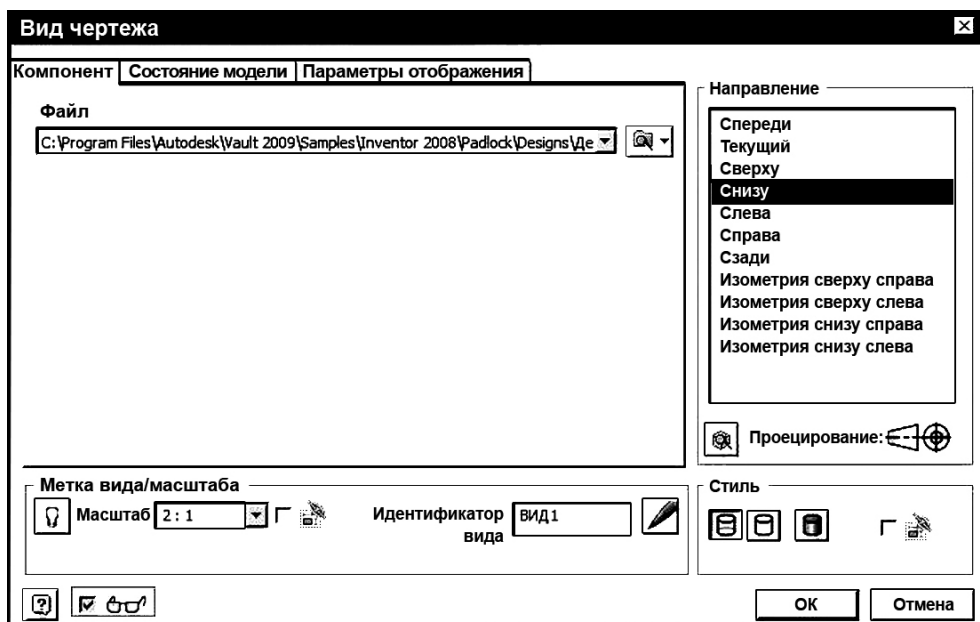 Вид чертежа
Компонент Состояние модели Параметры отображения
Файл
C:\Program Files\Autodesk\Vault 2009\Samples\Inventor 2008\Padlock\Designs\Де
Направление
Спереди
Текущий
Сверху
Снизу
Слева
Справа
Сзади
Изометрия сверху справа
Изометрия сверху слева
Изометрия снизу справа
Изометрия снизу слева
Проецирование:
Метка вида/масштаба
Масштаб 2 : 1
Идентификатор вида
ВИД1
Стиль
ОК
Отмена